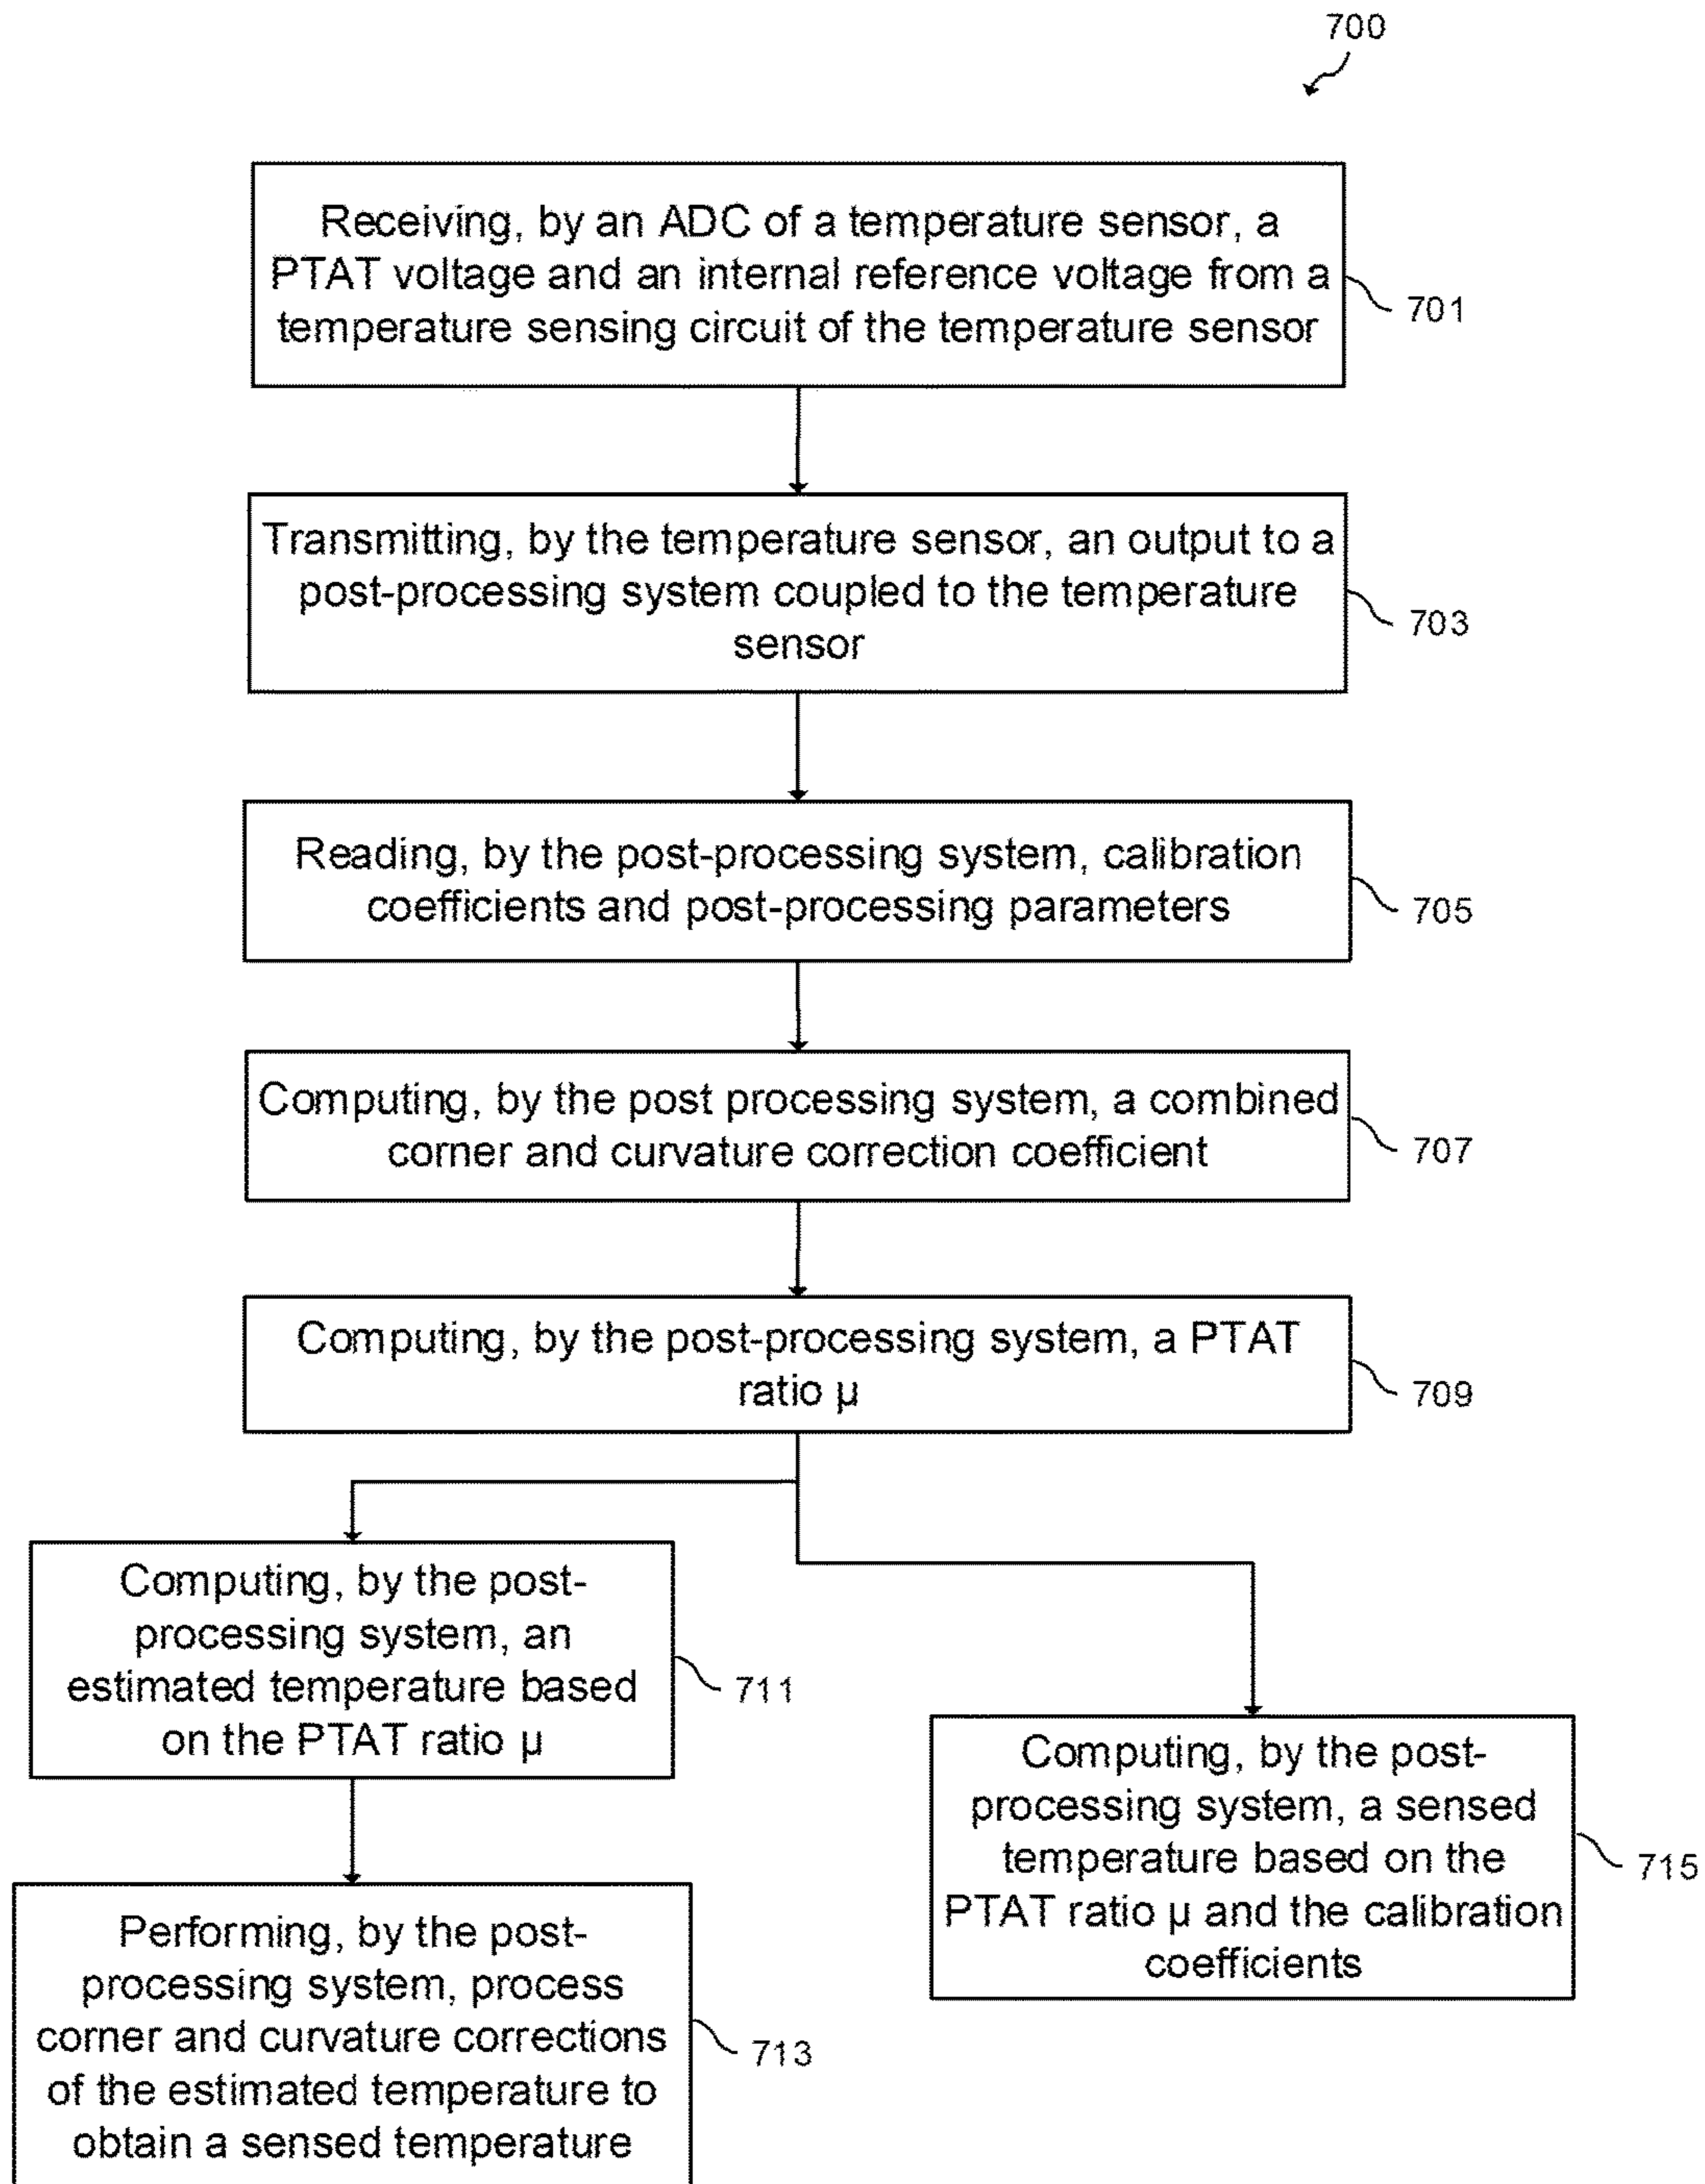 700
Receiving, by an ADC of a temperature sensor, a
PTAT voltage and an internal reference voltage from a
temperature sensing circuit of the temperature sensor
701
Transmitting, by the temperature sensor, an output to a
post-processing system coupled to the temperature
sensor
703
Reading, by the post-processing system, calibration
coefficients and post-processing parameters
705
Computing, by the post processing system, a combined
corner and curvature correction coefficient
707
Computing, by the post-processing system, a PTAT
ratio μ
709
Computing, by the post-
processing system, an
estimated temperature based
on the PTAT ratio μ
711
Performing, by the post-
processing system, process
corner and curvature corrections
of the estimated temperature to
obtain a sensed temperature
713
Computing, by the post-
processing system, a sensed
temperature based on the
PTAT ratio μ and the calibration
coefficients
715